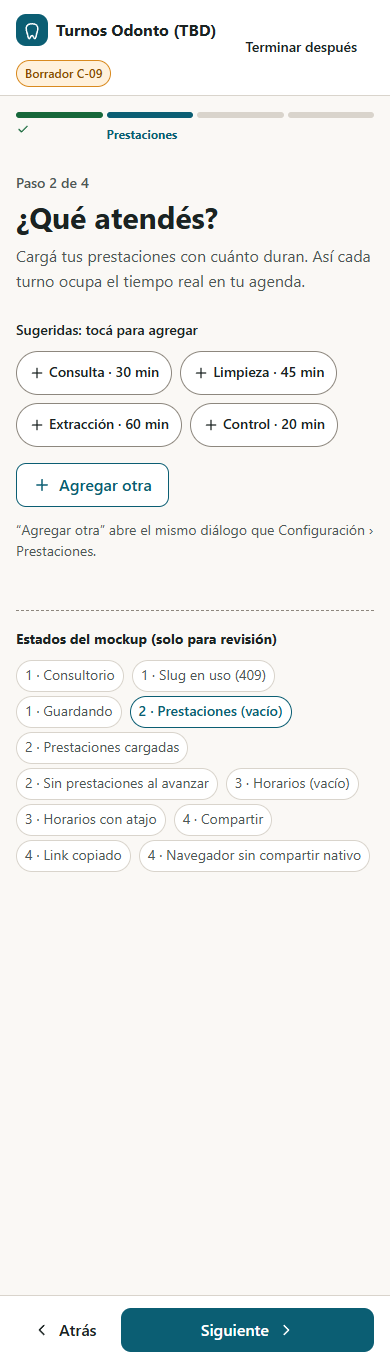 Turnos Odonto (TBD)
Terminar después
Borrador C-09
Prestaciones
Paso 2 de 4
¿Qué atendés?
Cargá tus prestaciones con cuánto duran. Así cada
turno ocupa el tiempo real en tu agenda.
Sugeridas: tocá para agregar
+ Consulta · 30 min
+ Limpieza · 45 min
+ Extracción · 60 min
+ Control · 20 min
+ Agregar otra
“Agregar otra” abre el mismo diálogo que Configuración ›
Prestaciones.
Estados del mockup (solo para revisión)
1 · Consultorio
1 · Slug en uso (409)
1 · Guardando
2 · Prestaciones (vacío)
2 · Prestaciones cargadas
2 · Sin prestaciones al avanzar
3 · Horarios (vacío)
3 · Horarios con atajo
4 · Compartir
4 · Link copiado
4 · Navegador sin compartir nativo
Atrás
Siguiente